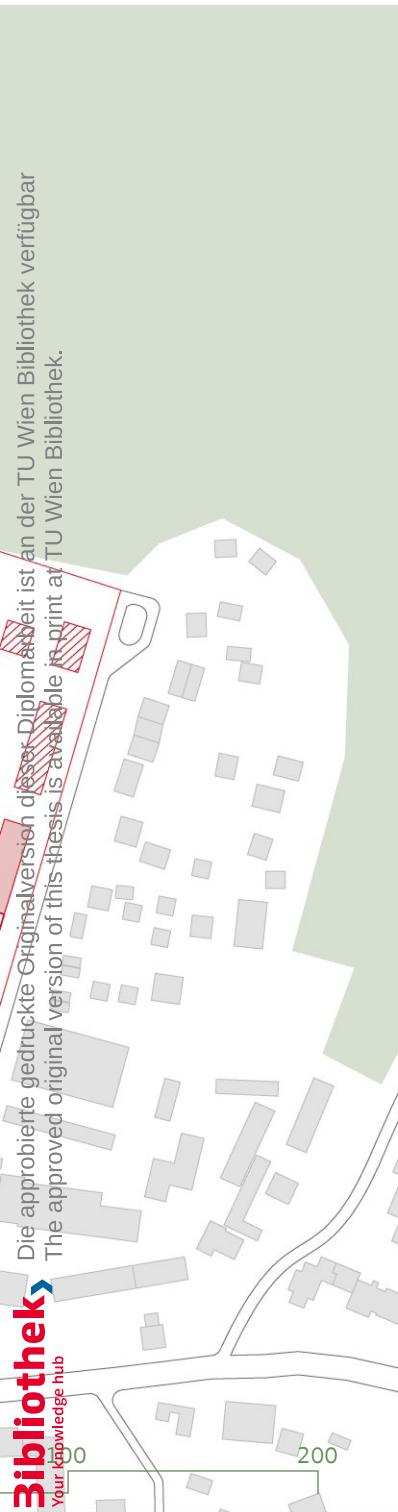 Die approbierte gedruckte Originalversion dieser Diplomarbeit ist an der TU Wien Bibliothek verfügbar
The approved original version of this thesis is available in print at TU Wien Bibliothek.
Bibliothek
Your knowledge hub
100
200